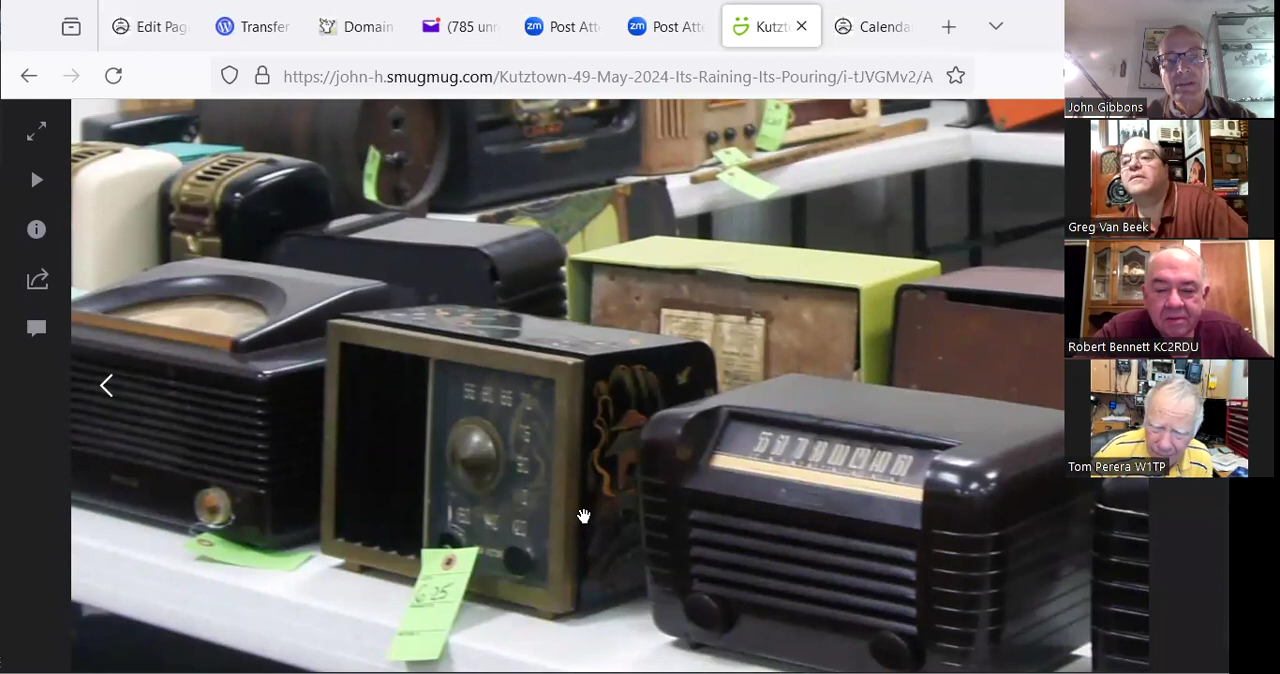 Edit Pag
Transfer
Domain
(785 unr
Post Att
Post Att
Kutzt
Calenda
https://john-h.smugmug.com/Kutztown-49-May-2024-Its-Raining-Its-Pouring/i-tJVGMv2/A
John Gibbons
Greg Van Beek
Robert Bennett KC2RDU
Tom Perera W1TP